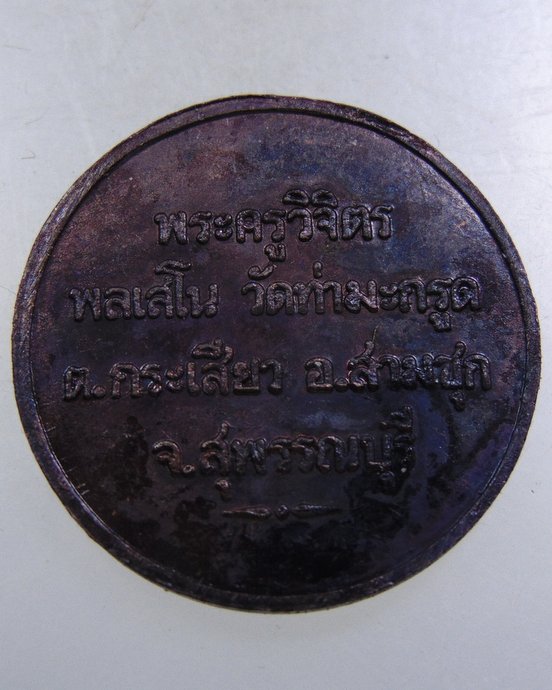 พระครูวิจิตร
พลเสโน วัดท่ามะกรูด
ต.กระเสียว อ.สามชุก
จ.สุพรรณบุรี